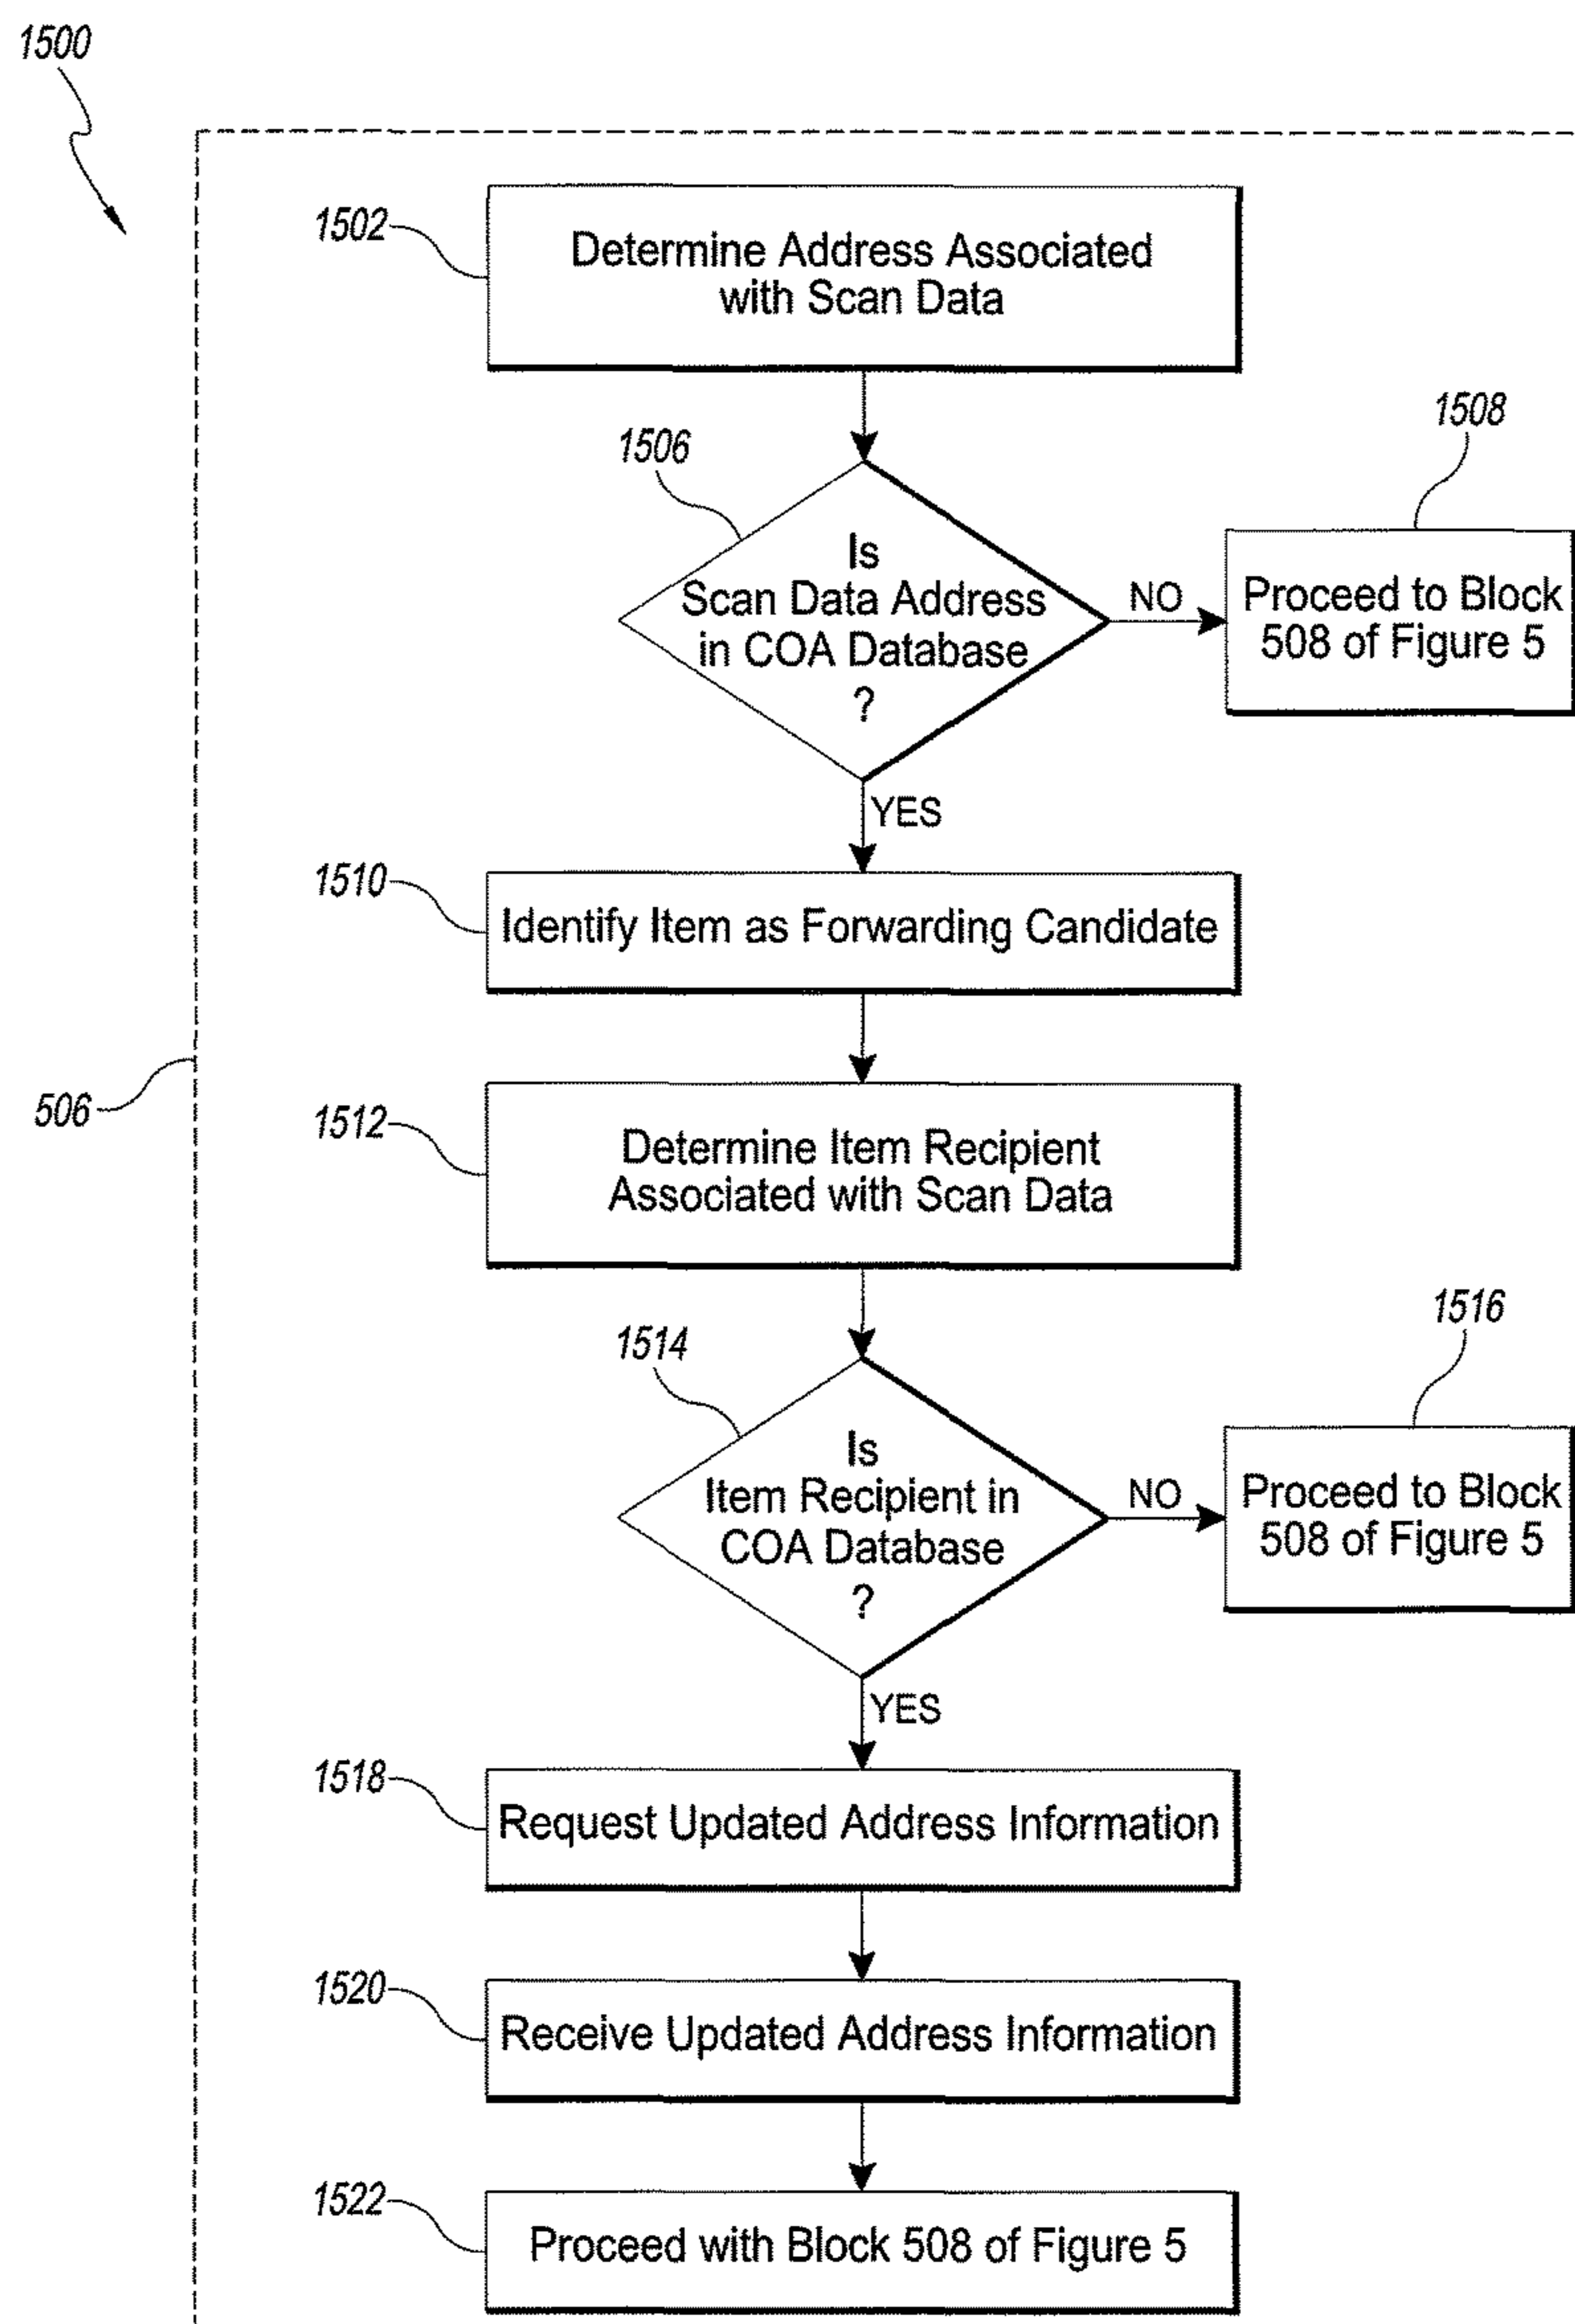 1500
1502
Determine Address Associated
with Scan Data
1506
Is
Scan Data Address
in COA Database
?
NO
1508
Proceed to Block
508 of Figure 5
YES
1510
Identify Item as Forwarding Candidate
506
1512
Determine Item Recipient
Associated with Scan Data
1514
Is
Item Recipient in
COA Database
?
NO
1516
Proceed to Block
508 of Figure 5
YES
1518
Request Updated Address Information
1520
Receive Updated Address Information
1522
Proceed with Block 508 of Figure 5